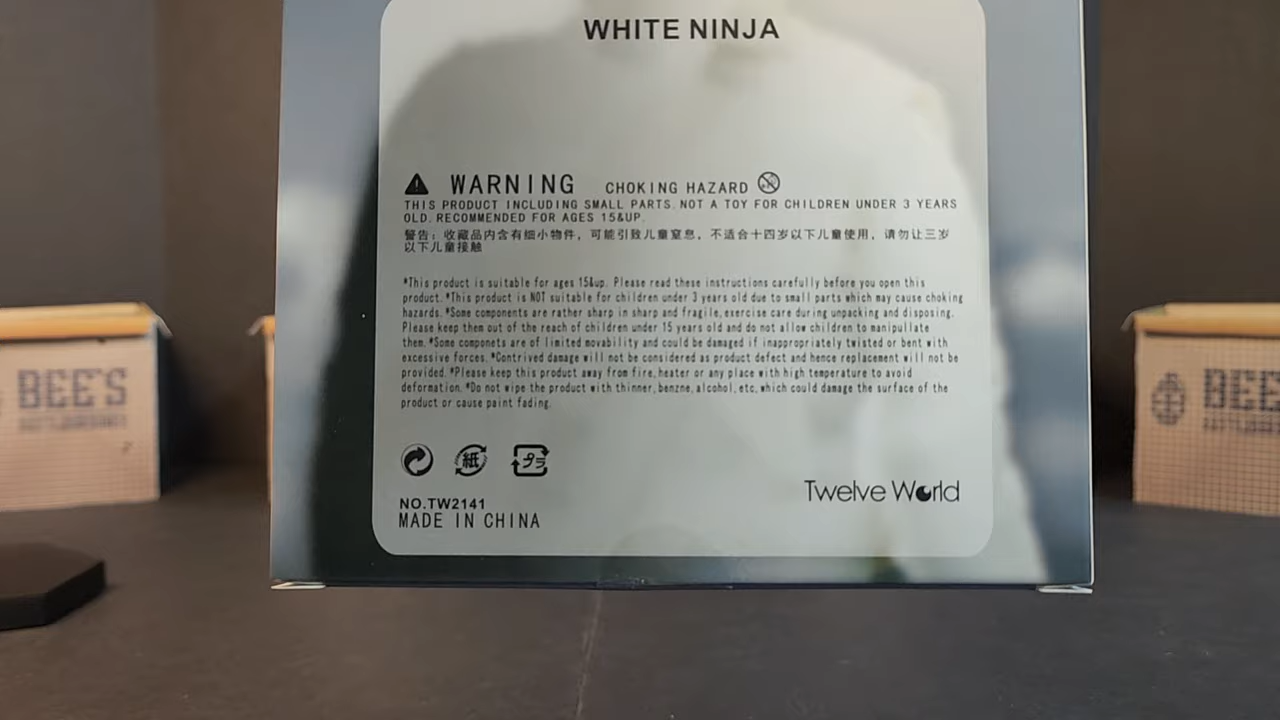 WHITE NINJA
WARNING CHOKING HAZARD
THIS PRODUCT INCLUDING SMALL PARTS. NOT A TOY FOR CHILDREN UNDER 3 YEARS
OLD. RECOMMENDED FOR AGES 15&UP.
警告：收藏品内含有细小物件，可能引致儿童窒息，不适合十四岁以下儿童使用，请勿让三岁
以下儿童接触
*This product is suitable for ages 15&up. Please read these instructions carefully before you open this
product. *This product is NOT suitable for children under 3 years old due to small parts which may cause choking
hazards. *Some components are rather sharp in sharp and fragile, exercise care during unpacking and disposing.
Please keep them out of the reach of children under 15 years old and do not allow children to manipullate
them. *Some componets are of limited movability and could be damaged if inappropriately twisted or bent with
excessive forces. *Contrived damage will not be considered as product defect and hence replacement will not be
provided. *Please keep this product away from fire, heater or any place with high temperature to avoid
deformation. *Do not wipe the product with thinner, benzne, alcohol, etc, which could damage the surface of the
product or cause paint fading.
紙 プラ
NO.TW2141
MADE IN CHINA
Twelve World
BEE'S
BEE